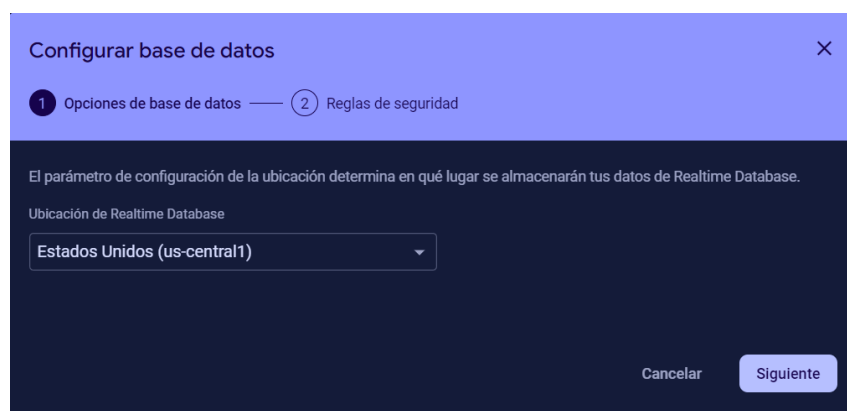 Configurar base de datos
1 Opciones de base de datos 2 Reglas de seguridad
El parámetro de configuración de la ubicación determina en qué lugar se almacenarán tus datos de Realtime Database.
Ubicación de Realtime Database
Estados Unidos (us-central1)
Cancelar Siguiente